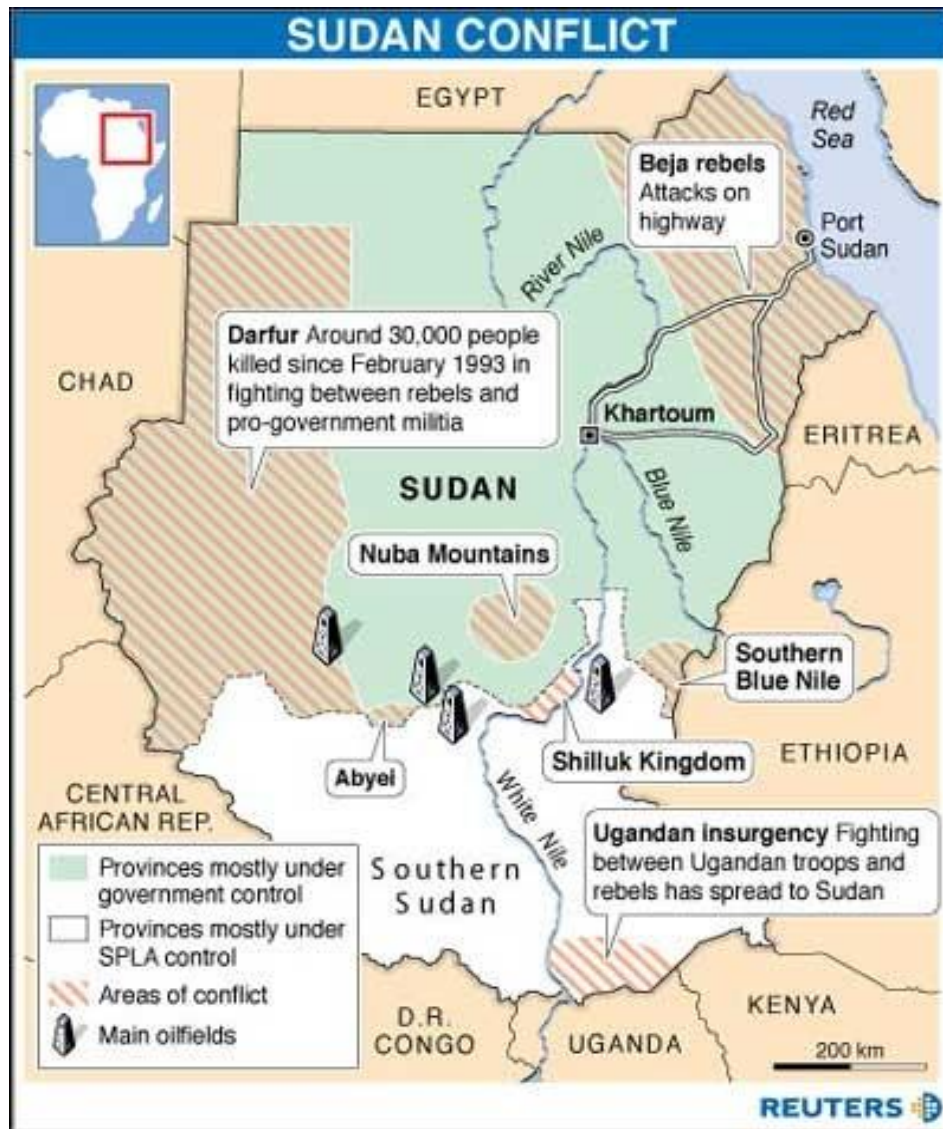 SUDAN CONFLICT
EGYPT
Red
Sea
Beja rebels
Attacks on
highway
Port
Sudan
River Nile
Darfur Around 30,000 people
killed since February 1993 in
fighting between rebels and
pro-government militia
CHAD
Khartoum
ERITREA
SUDAN
Blue Nile
Nuba Mountains
Southern
Blue Nile
Abyei
Shilluk Kingdom
ETHIOPIA
CENTRAL
AFRICAN REP.
White Nile
Ugandan insurgency Fighting
between Ugandan troops and
rebels has spread to Sudan
Southern
Sudan
Provinces mostly under
government control
Provinces mostly under
SPLA control
Areas of conflict
Main oilfields
D.R.
CONGO
UGANDA
KENYA
200 km
REUTERS